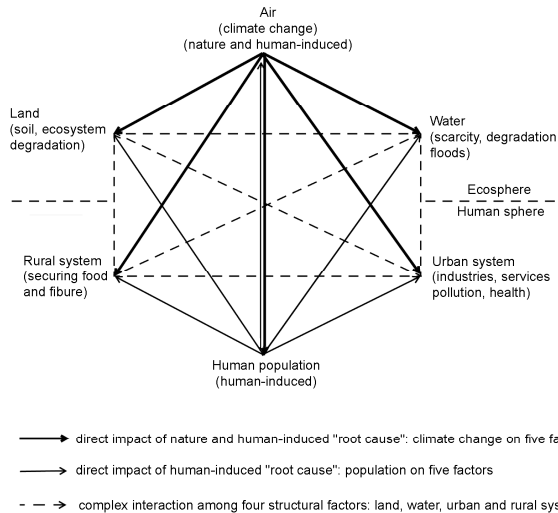 Air
(climate change)
(nature and human-induced)
Land
(soil, ecosystem
degradation)
Water
(scarcity, degradation
floods)
Ecosphere
Human sphere
Rural system
(securing food
and fibure)
Urban system
(industries, services
pollution, health)
Human population
(human-induced)
direct impact of nature and human-induced "root cause": climate change on five fa
direct impact of human-induced "root cause": population on five factors
complex interaction among four structural factors: land, water, urban and rural sys